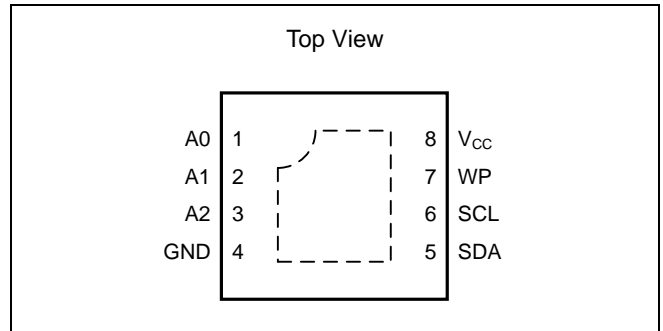 Top View
A0 1 8 VCC
A1 2 7 WP
A2 3 6 SCL
GND 4 5 SDA